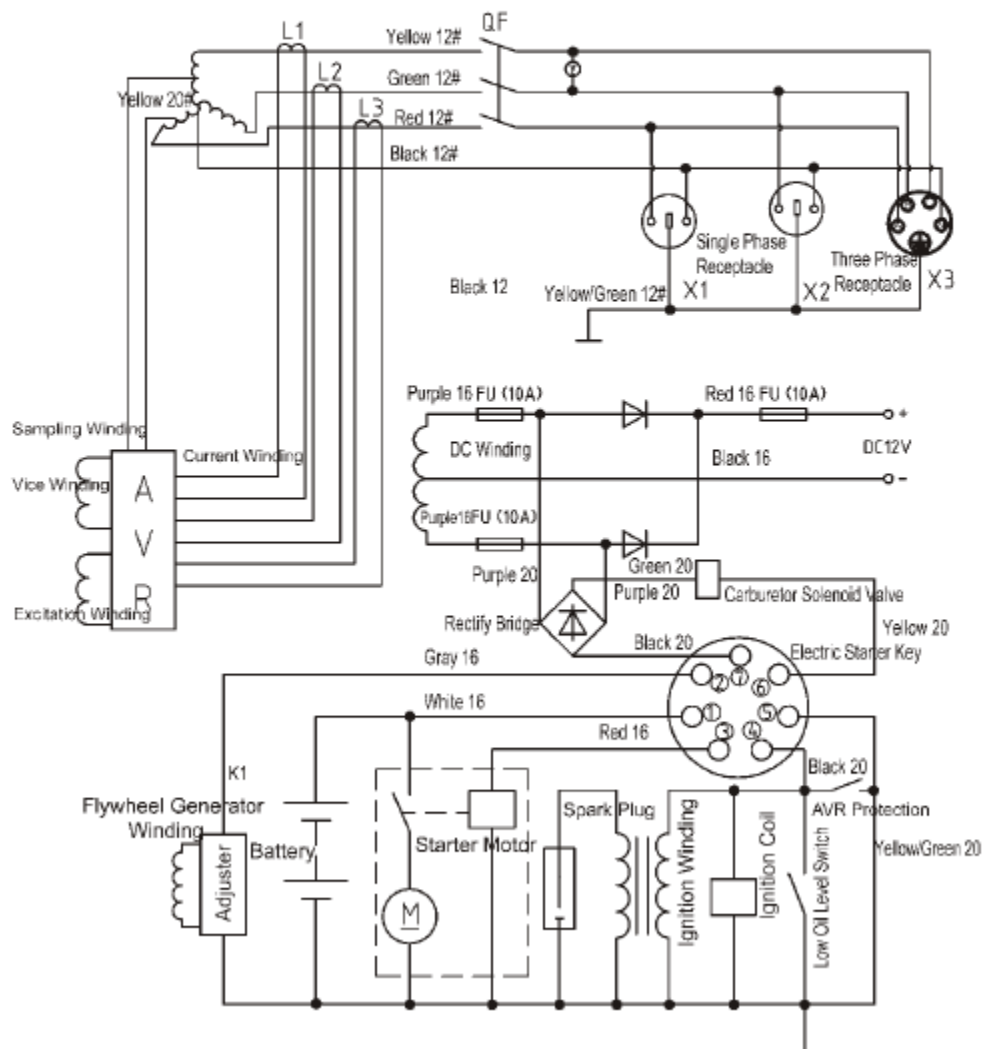 L1
QF
Yellow 12#
L2
Green 12#
Yellow 20#
L3
Red 12#
Black 12#
Single Phase
Receptacle
Three Phase
Receptacle
X3
Black 12
Yellow/Green 12#
X1
X2
Purple 16 FU (10A)
Red 16 FU (10A)
Sampling Winding
DC Winding
Black 16
DC12V
+
-
Current Winding
Vice Winding
A
V
R
Purple16FU (10A)
Purple 20
Green 20
Purple 20
Carburetor Solenoid Valve
Excitation Winding
Rectify Bridge
Black 20
Yellow 20
Electric Starter Key
Gray 16
② ⑦ ⑥
White 16
① ⑤
③ ④
Red 16
K1
Black 20
Flywheel Generator
Winding
Spark Plug
AVR Protection
Battery
Starter Motor
Yellow/Green 20
Adjuster
M
Ignition Winding
Ignition Coil
Low Oil Level Switch